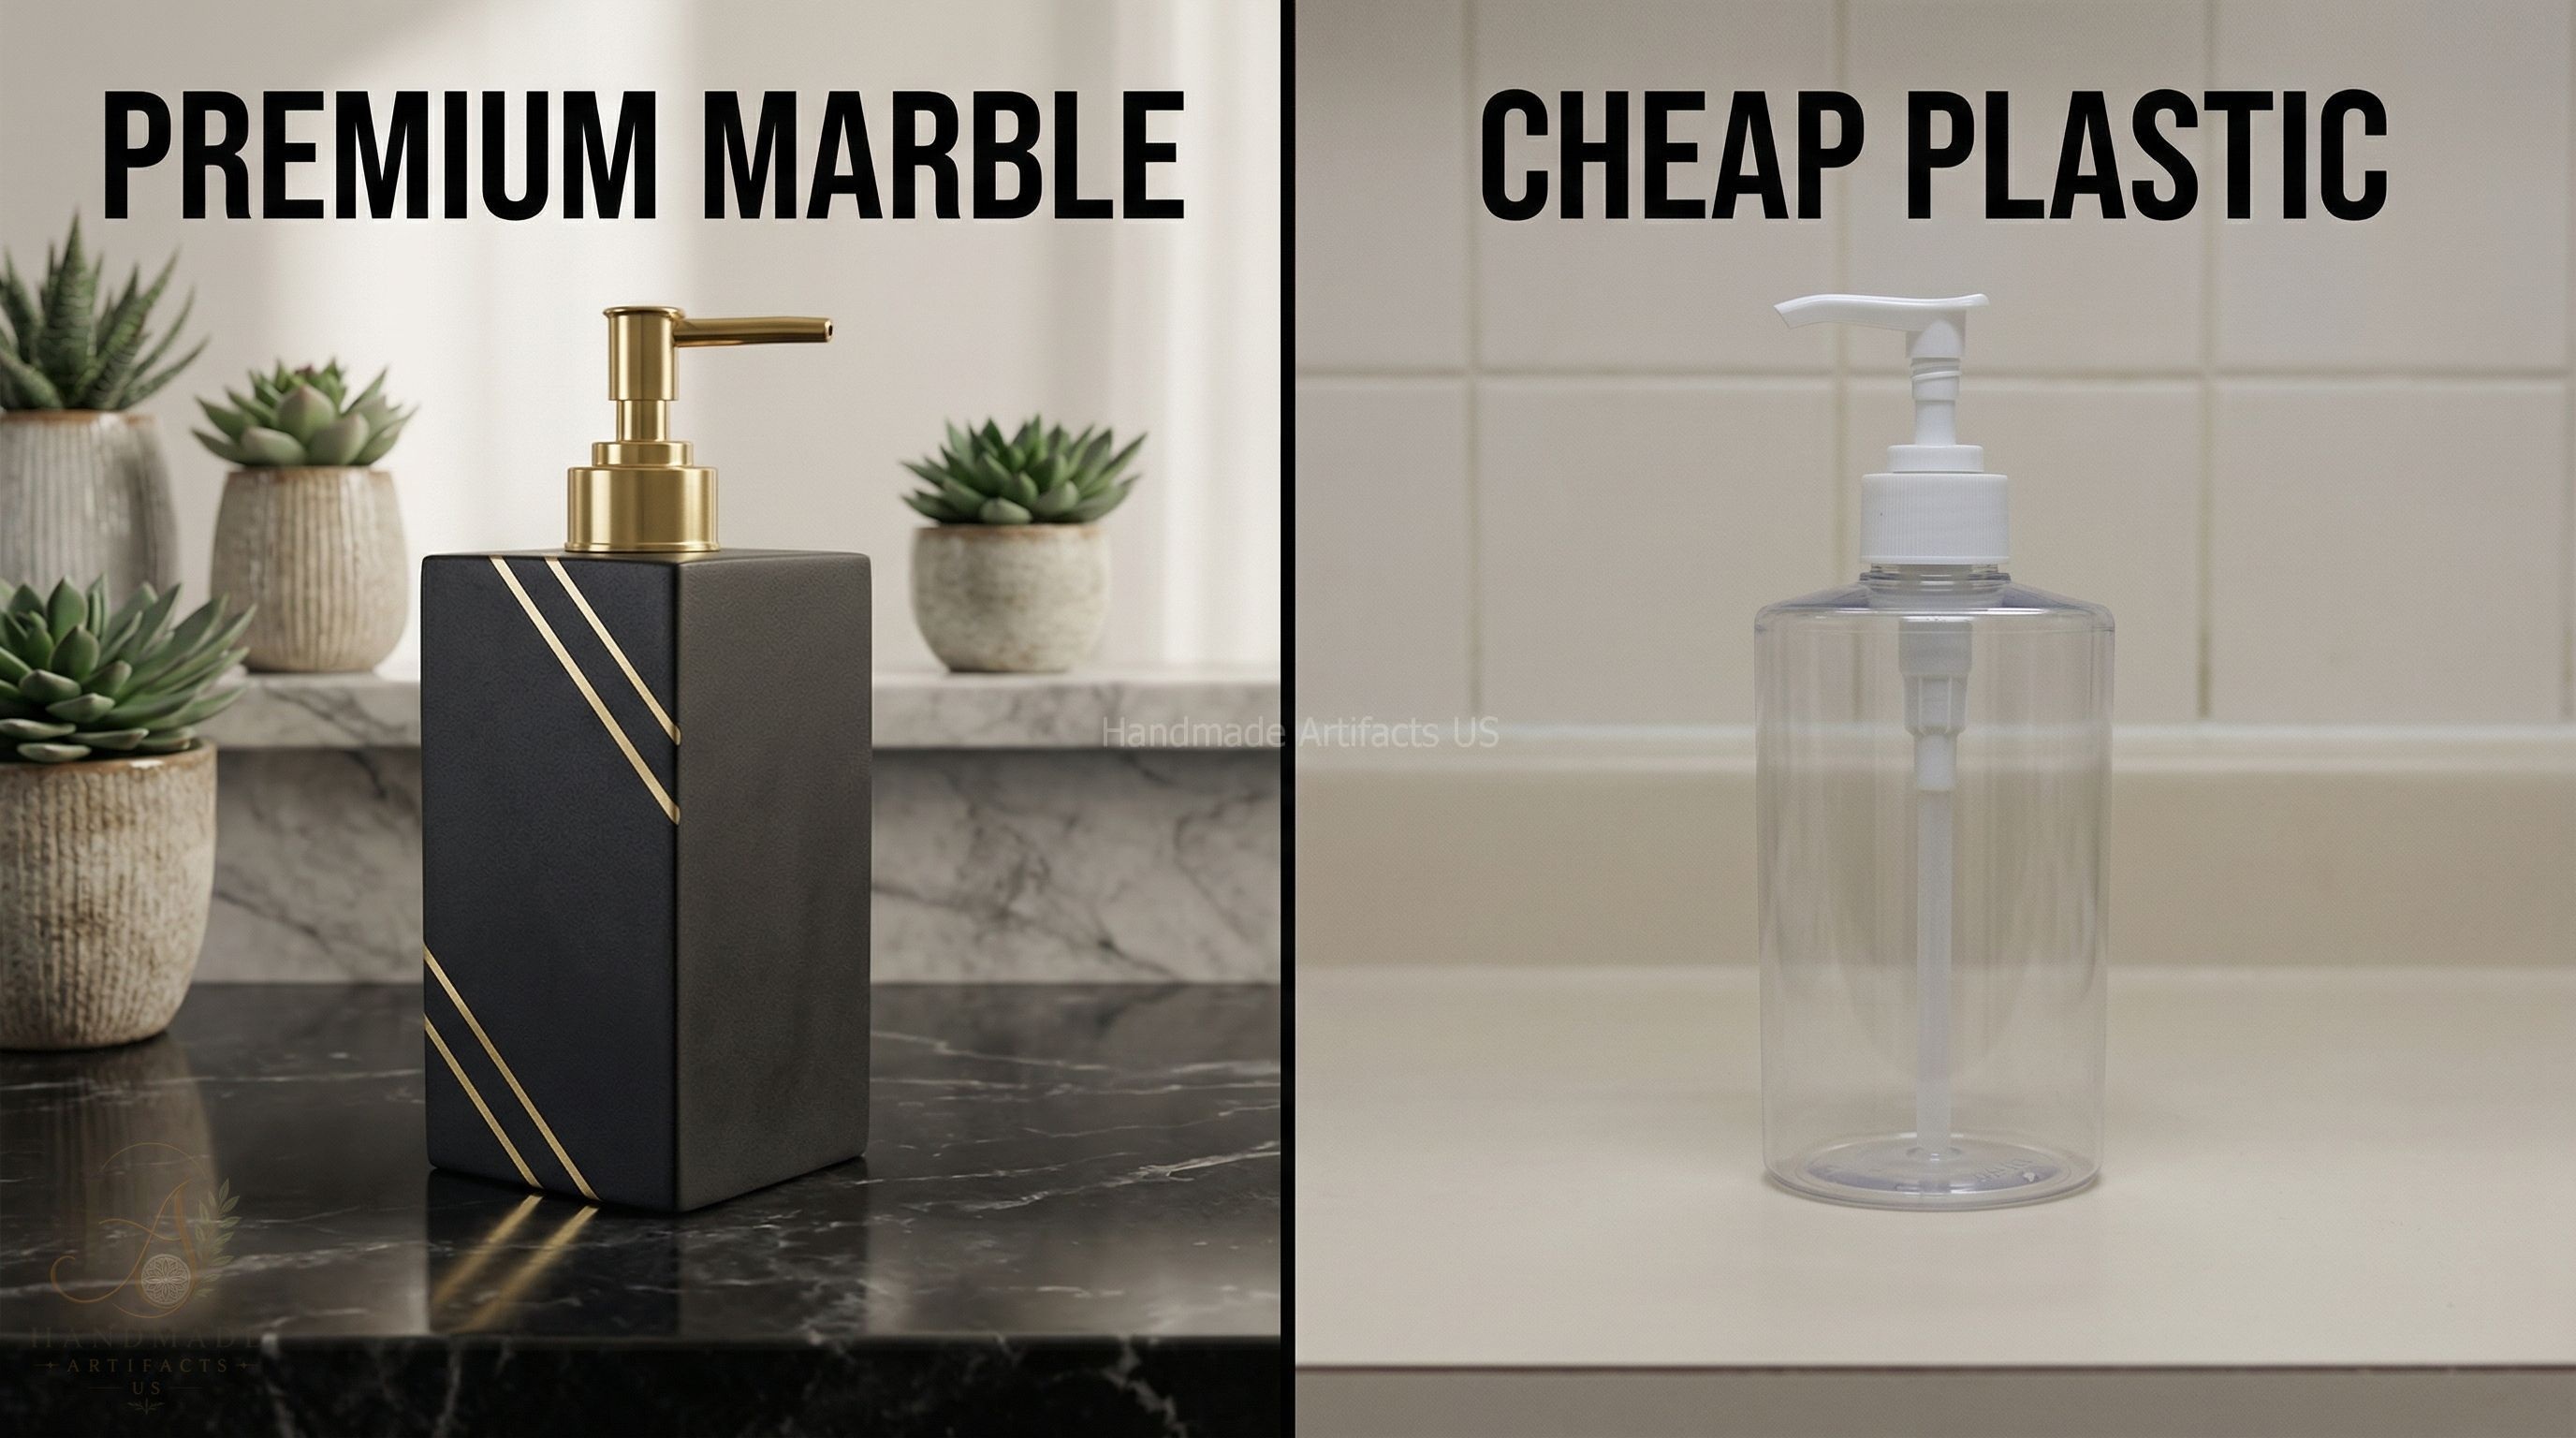 PREMIUM MARBLE
CHEAP PLASTIC
Handmade Artifacts US
HANDMADE
ARTIFACTS
US